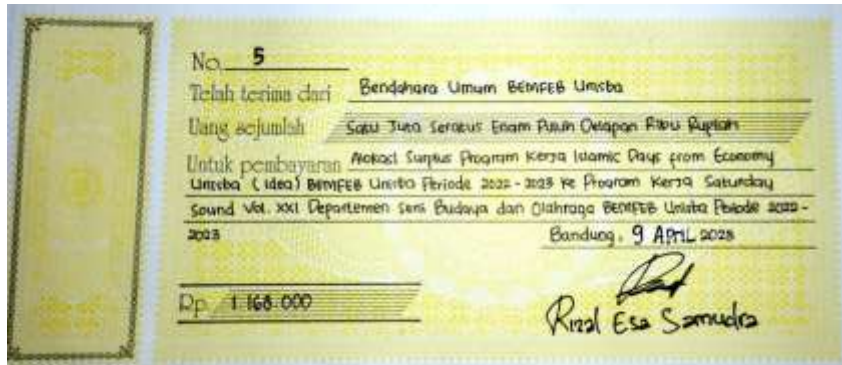 No. 5
Telah terima dari Bendahara Umum BEMFEB Unisba
Uang sejumlah Satu Juta Seratus Enam Puluh Delapan Ribu Rupiah
Untuk pembayaran Alokasi Surplus Program Kerja Islamic Days from Economy
Unisba (Idea) BEMFEB Unisba Periode 2022 - 2023 ke Program Kerja Saturday
Sound Vol. XXI Departemen Seni Budaya dan Olahraga BEMFEB Unisba Periode 2022 -
2023
Bandung, 9 APRIL 2023
Rp. 1.168.000
Rizal Esa Samudra